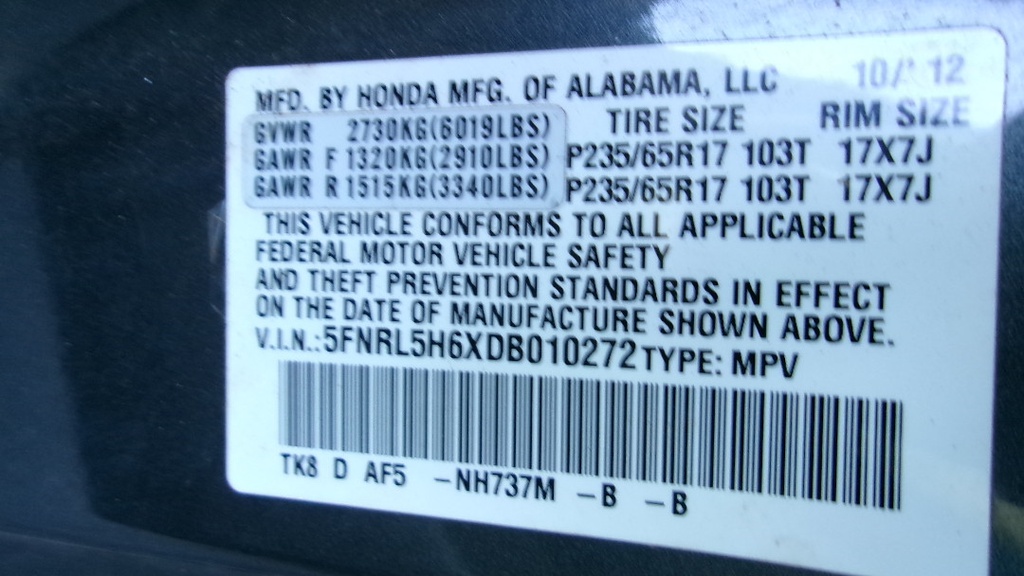 MFD. BY HONDA MFG. OF ALABAMA, LLC 10/12
GVWR 2730KG(6019LBS) TIRE SIZE RIM SIZE
GAWR F 1320KG(2910LBS) P235/65R17 103T 17X7J
GAWR R 1515KG(3340LBS) P235/65R17 103T 17X7J
THIS VEHICLE CONFORMS TO ALL APPLICABLE
FEDERAL MOTOR VEHICLE SAFETY
AND THEFT PREVENTION STANDARDS IN EFFECT
ON THE DATE OF MANUFACTURE SHOWN ABOVE.
V.I.N.: 5FNRL5H6XDB010272 TYPE: MPV
TK8 D AF5 -NH737M -B -B